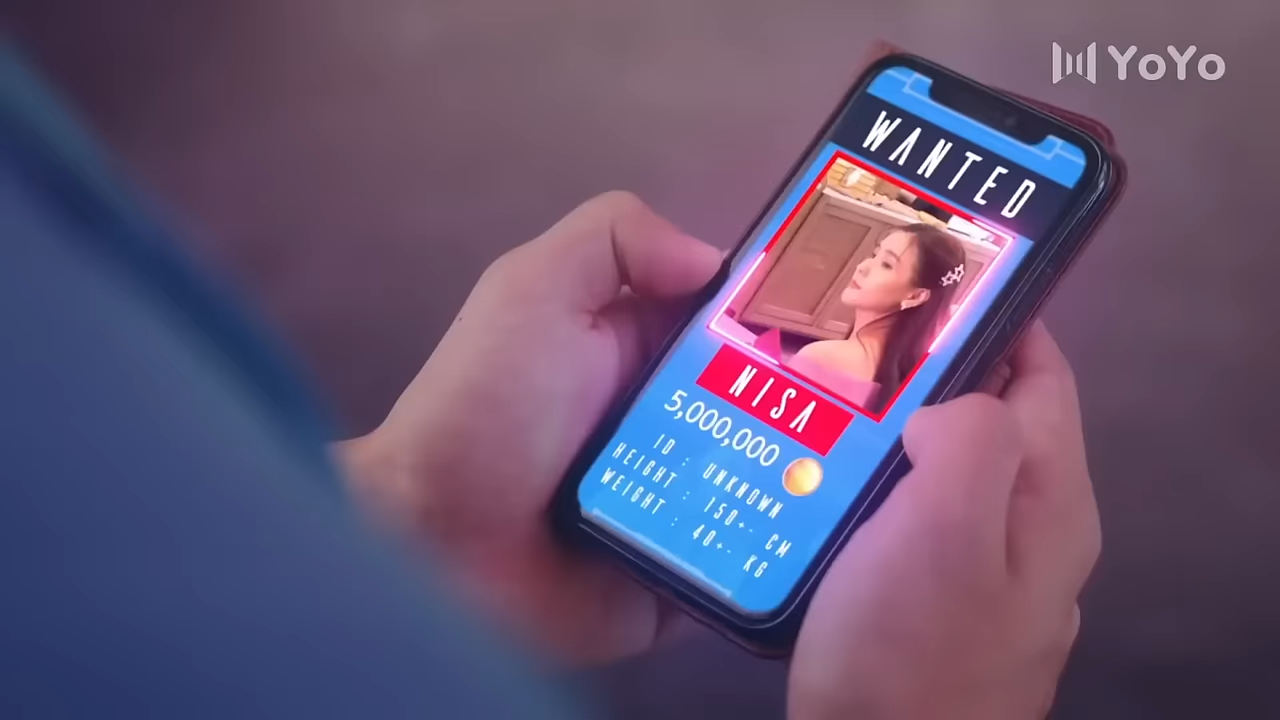 YoYo
WANTED
NISA
5,000,000
ID : UNKNOWN
HEIGHT : 150+- CM
WEIGHT : 40+- KG